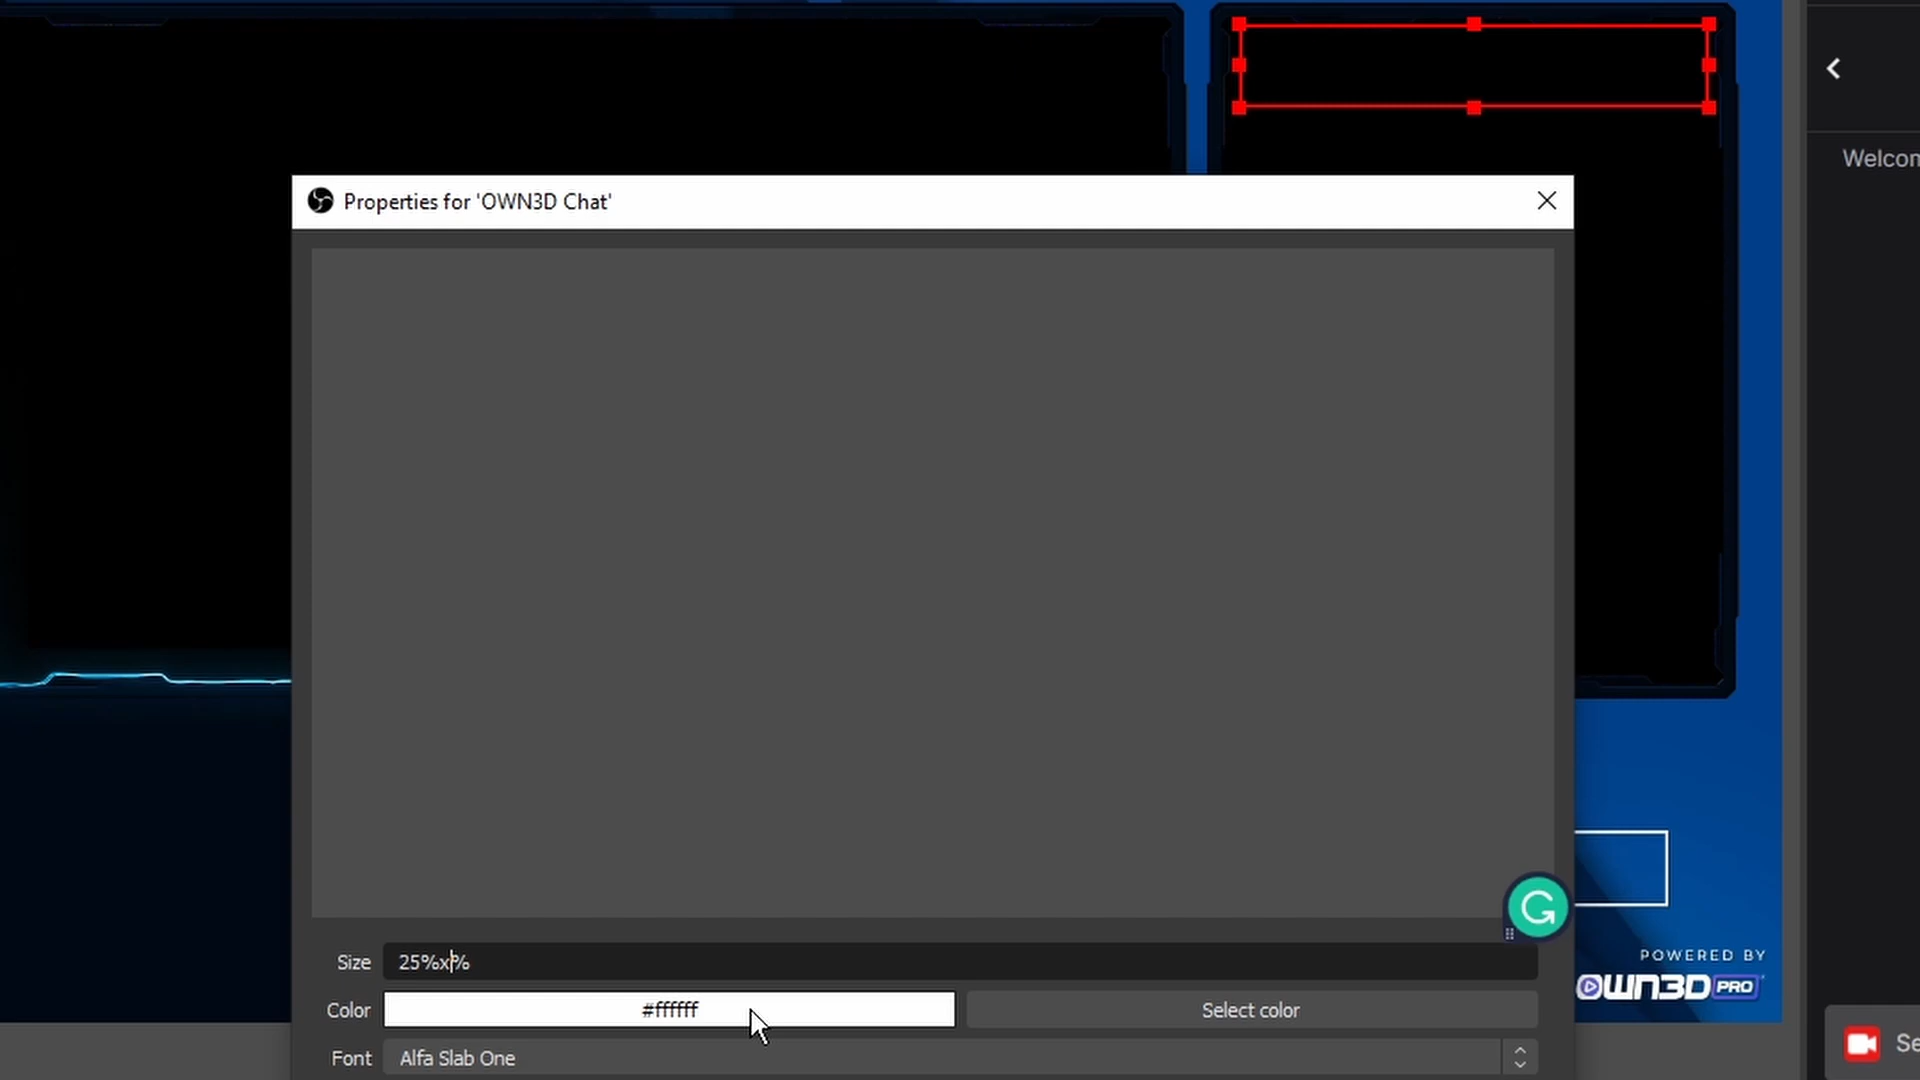 Welcom
Properties for 'OWN3D Chat'
Size 25%x%
Color #ffffff Select color
Font Alfa Slab One
POWERED BY
OWN3D PRO
Se